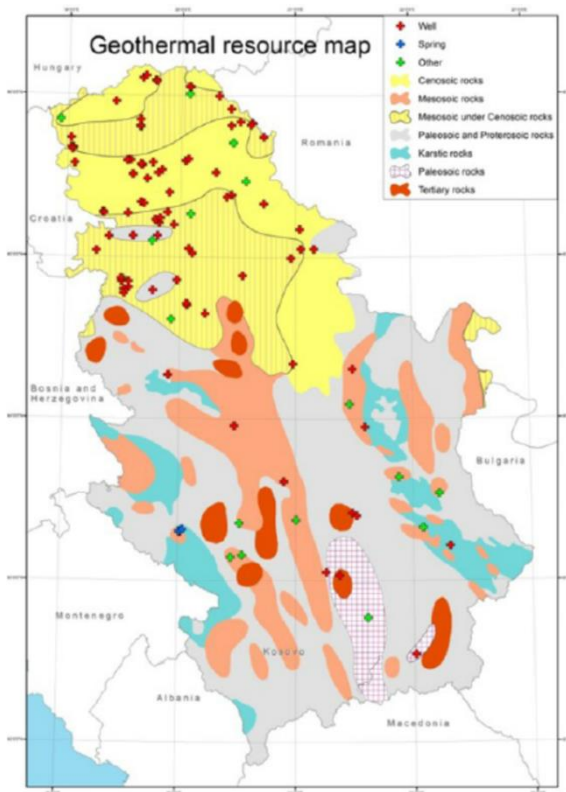 Geothermal resource map
Well
Spring
Other
Cenosoic rocks
Mesosoic rocks
Mesosoic under Cenosoic rocks
Paleosoic and Proterosoic rocks
Karstic rocks
Paleosoic rocks
Tertiary rocks
Hungary
Romania
Croatia
Bosnia and
Herzegovina
Bulgaria
Montenegro
Kosovo
Albania
Macedonia